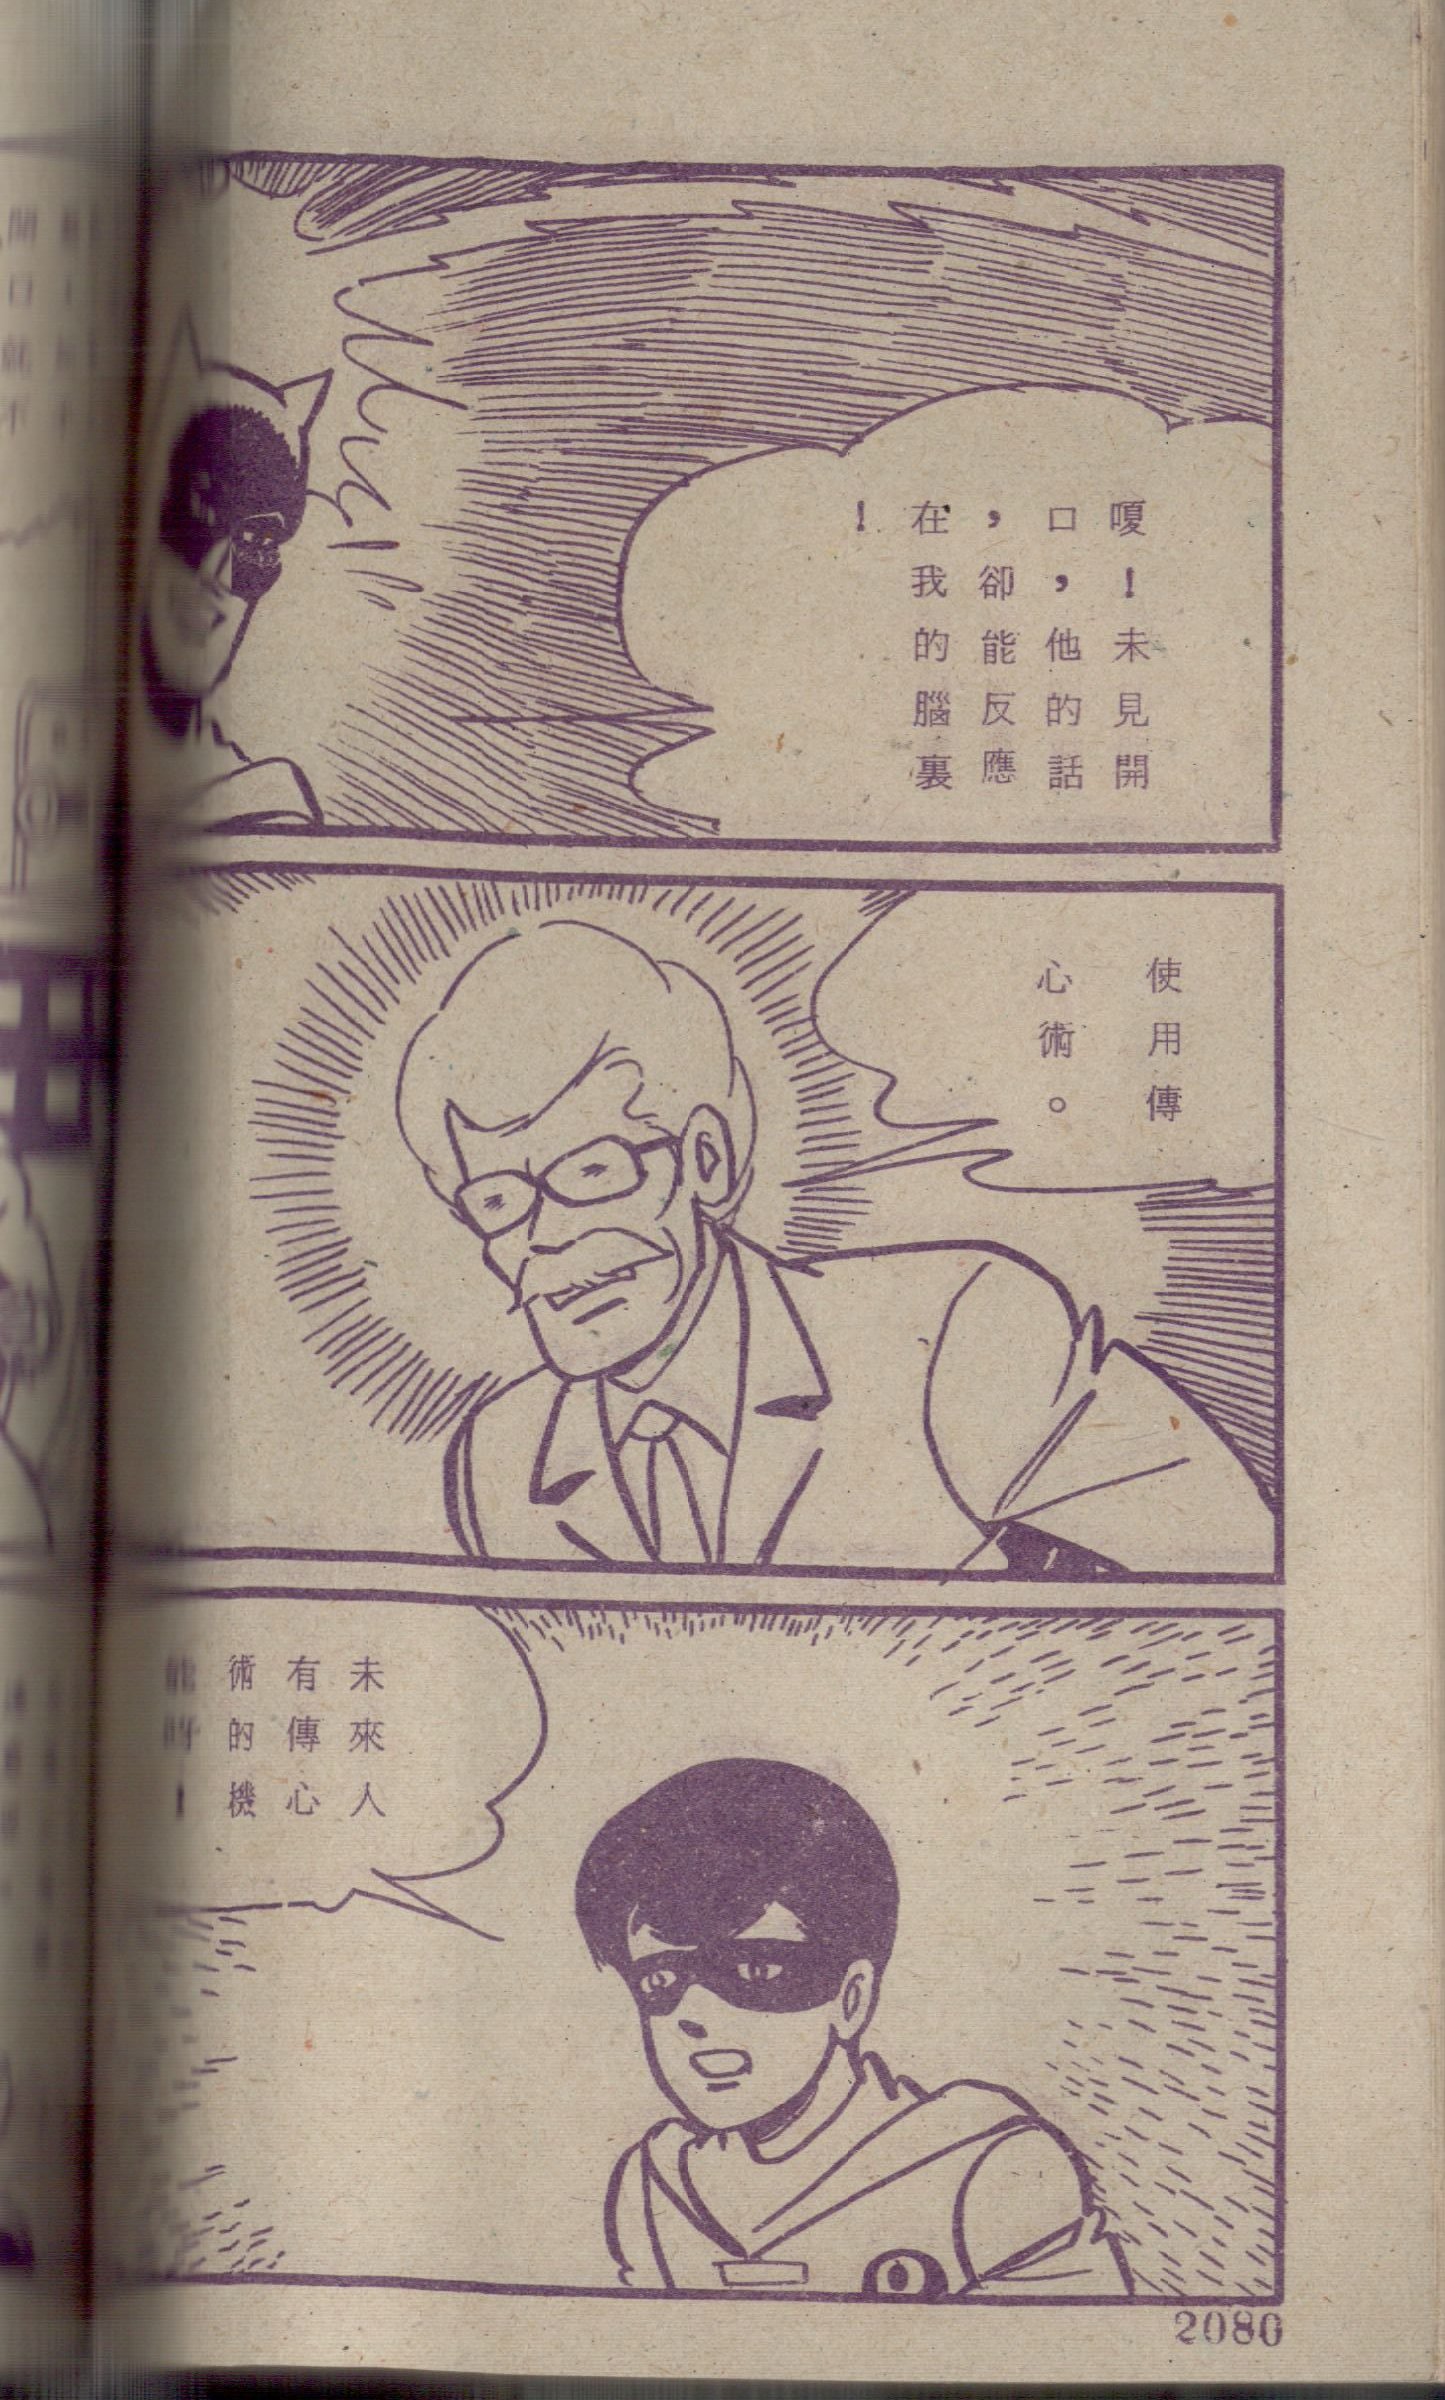 嗄！未見開
口，他的話
，卻能反應
在我的腦裏
！
使用傳
心術。
未來人
有傳心
術的機
能呀！
2080